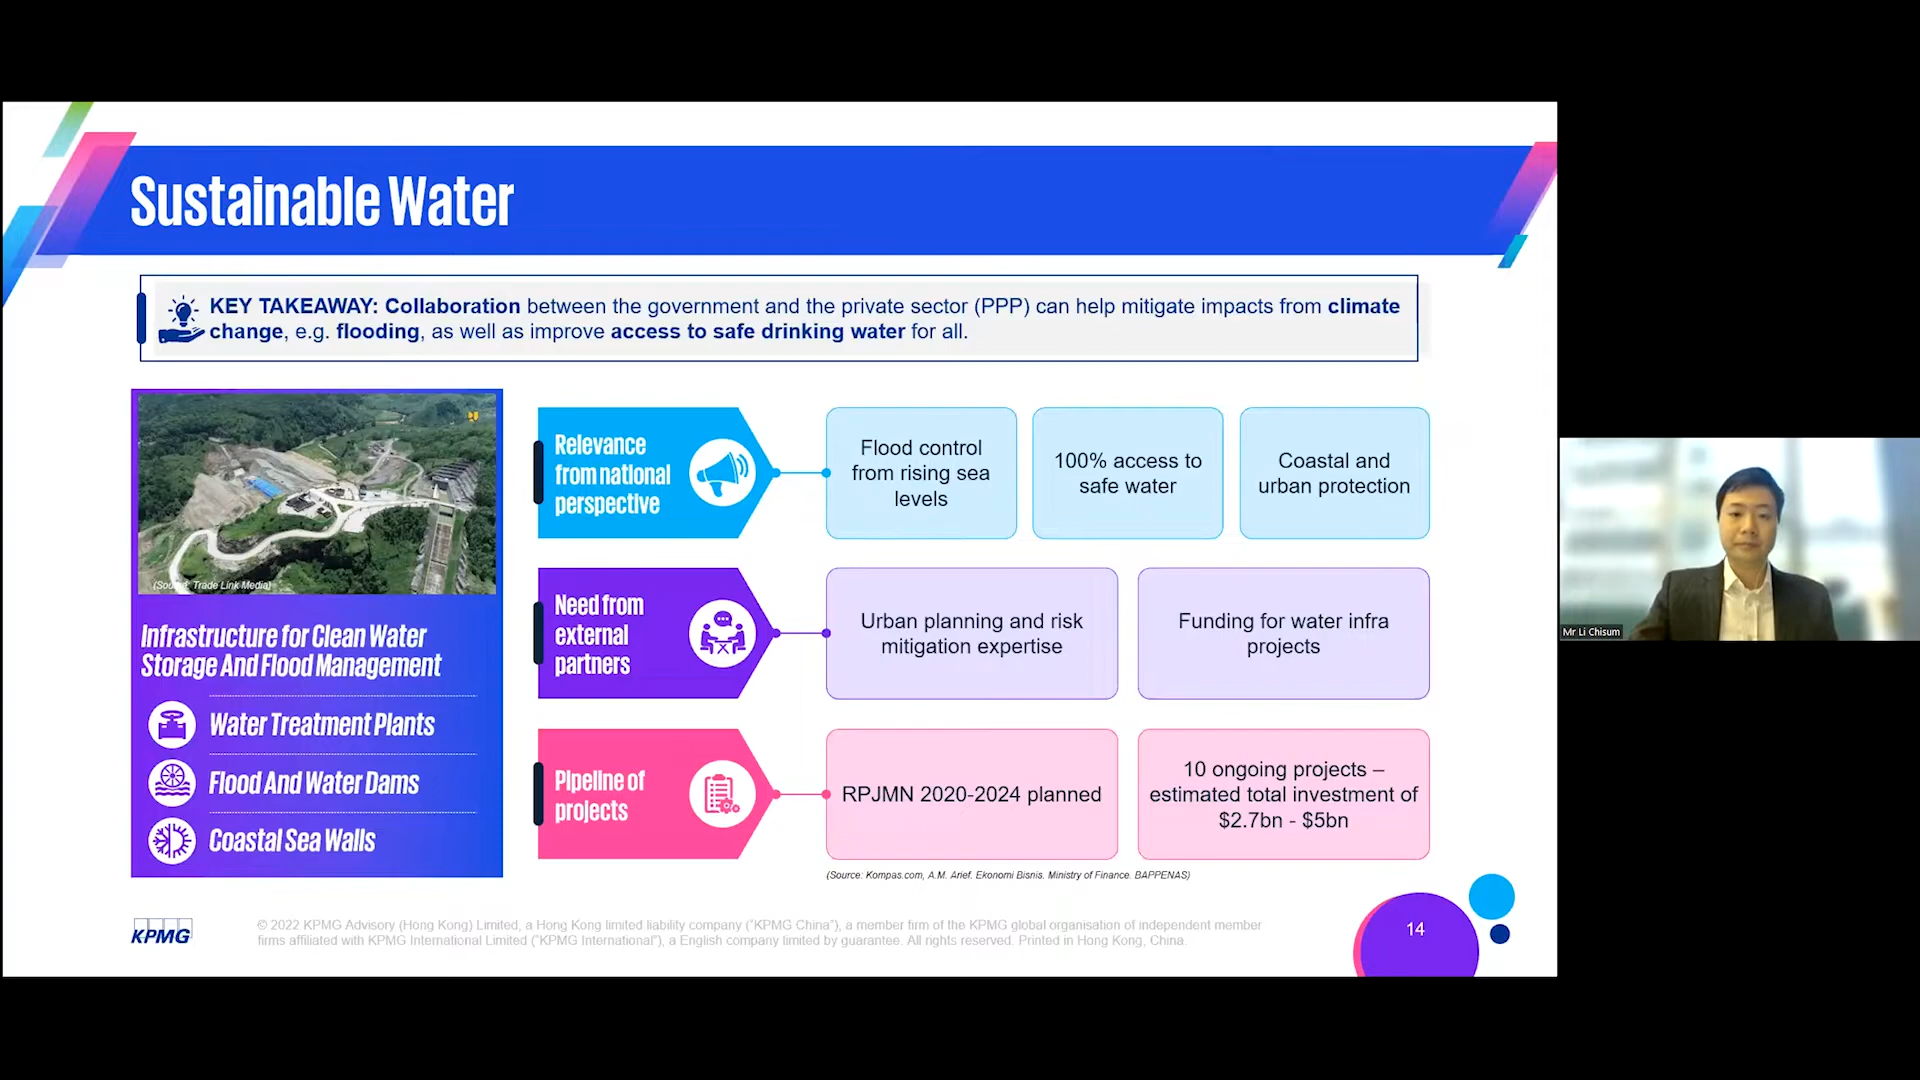 Sustainable Water
KEY TAKEAWAY: Collaboration between the government and the private sector (PPP) can help mitigate impacts from climate
change, e.g. flooding, as well as improve access to safe drinking water for all.
(Source: Trade Link Media)
Infrastructure for Clean Water
Storage And Flood Management
Water Treatment Plants
Flood And Water Dams
Coastal Sea Walls
Relevance
from national
perspective
Flood control
from rising sea
levels
100% access to
safe water
Coastal and
urban protection
Need from
external
partners
Urban planning and risk
mitigation expertise
Funding for water infra
projects
Pipeline of
projects
RPJMN 2020-2024 planned
10 ongoing projects –
estimated total investment of
$2.7bn - $5bn
(Source: Kompas.com, A.M. Arief. Ekonomi Bisnis. Ministry of Finance. BAPPENAS)
KPMG
© 2022 KPMG Advisory (Hong Kong) Limited, a Hong Kong limited liability company ("KPMG China"), a member firm of the KPMG global organisation of independent member
firms affiliated with KPMG International Limited ("KPMG International"), a English company limited by guarantee. All rights reserved. Printed in Hong Kong, China.
14
Mr Li Chisum